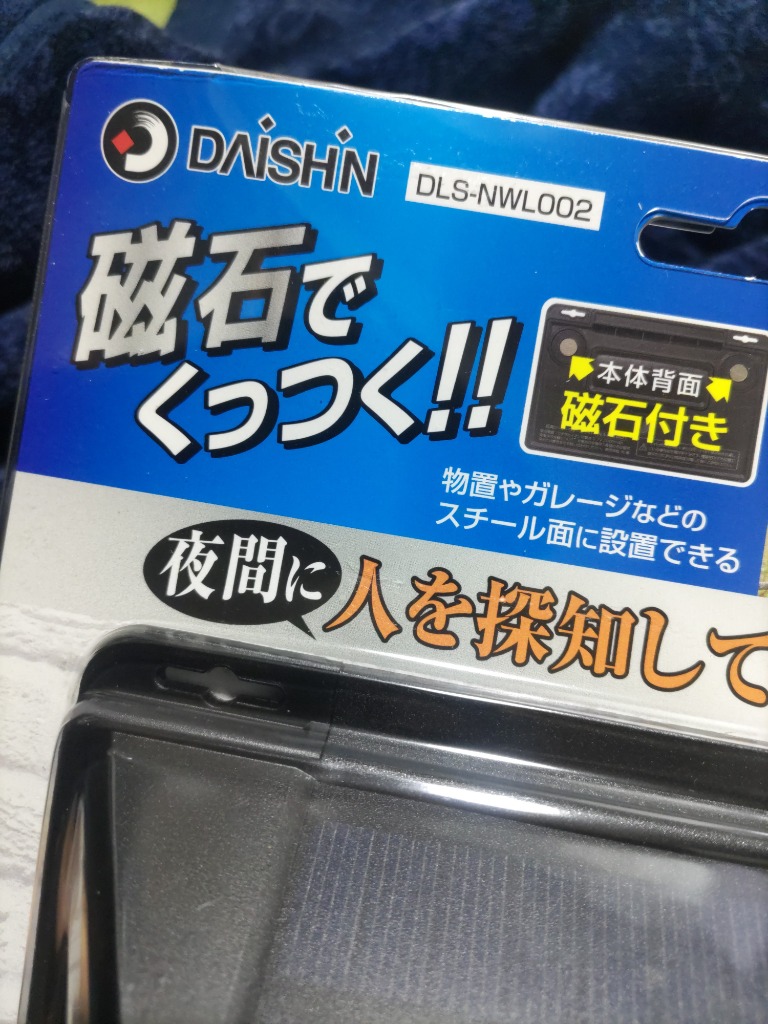 DAISHIN
DLS-NWL002
磁石で
くっつく!!
本体背面
磁石付き
物置やガレージなどの
スチール面に設置できる
夜間に
人を探知して